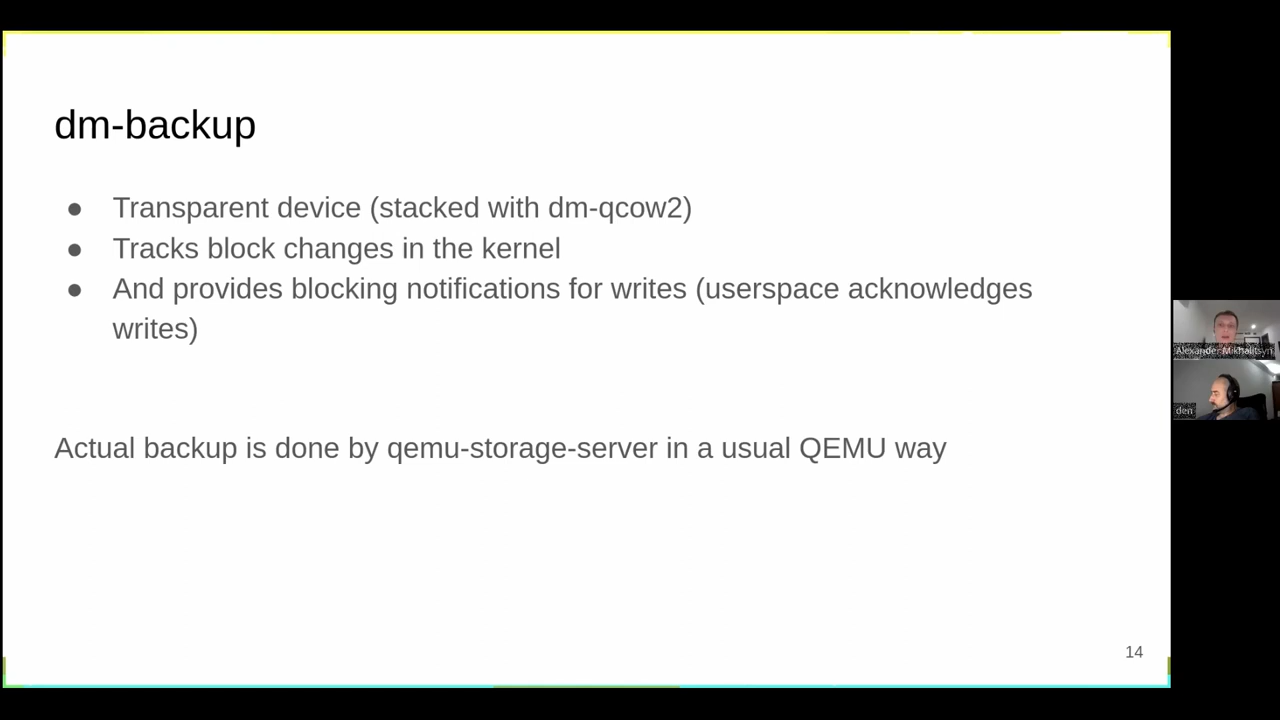 dm-backup
● Transparent device (stacked with dm-qcow2)
● Tracks block changes in the kernel
● And provides blocking notifications for writes (userspace acknowledges
writes)
Alexander Mikhalitsyn
den
Actual backup is done by qemu-storage-server in a usual QEMU way
14